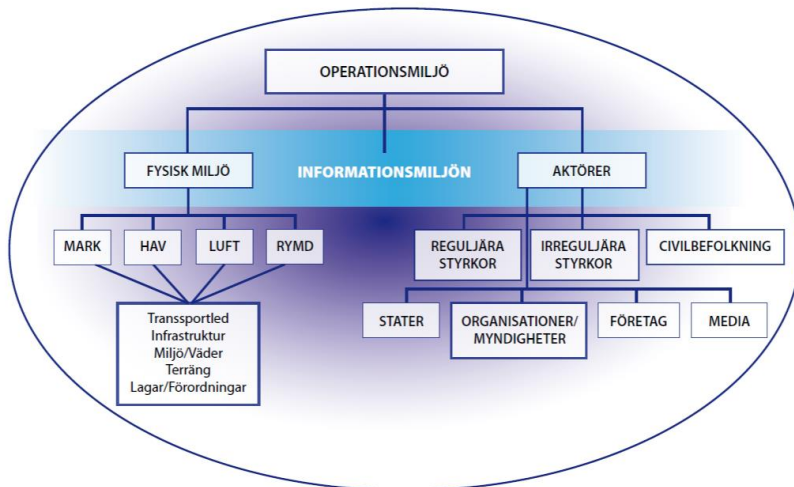 OPERATIONSMILJÖ
FYSISK MILJÖ
INFORMATIONSMILJÖN
AKTÖRER
MARK
HAV
LUFT
RYMD
REGULJÄRA
STYRKOR
IRREGULJÄRA
STYRKOR
CIVILBEFOLKNING
Transsportled
Infrastruktur
Miljö/Väder
Terräng
Lagar/Förordningar
STATER
ORGANISATIONER/
MYNDIGHETER
FÖRETAG
MEDIA